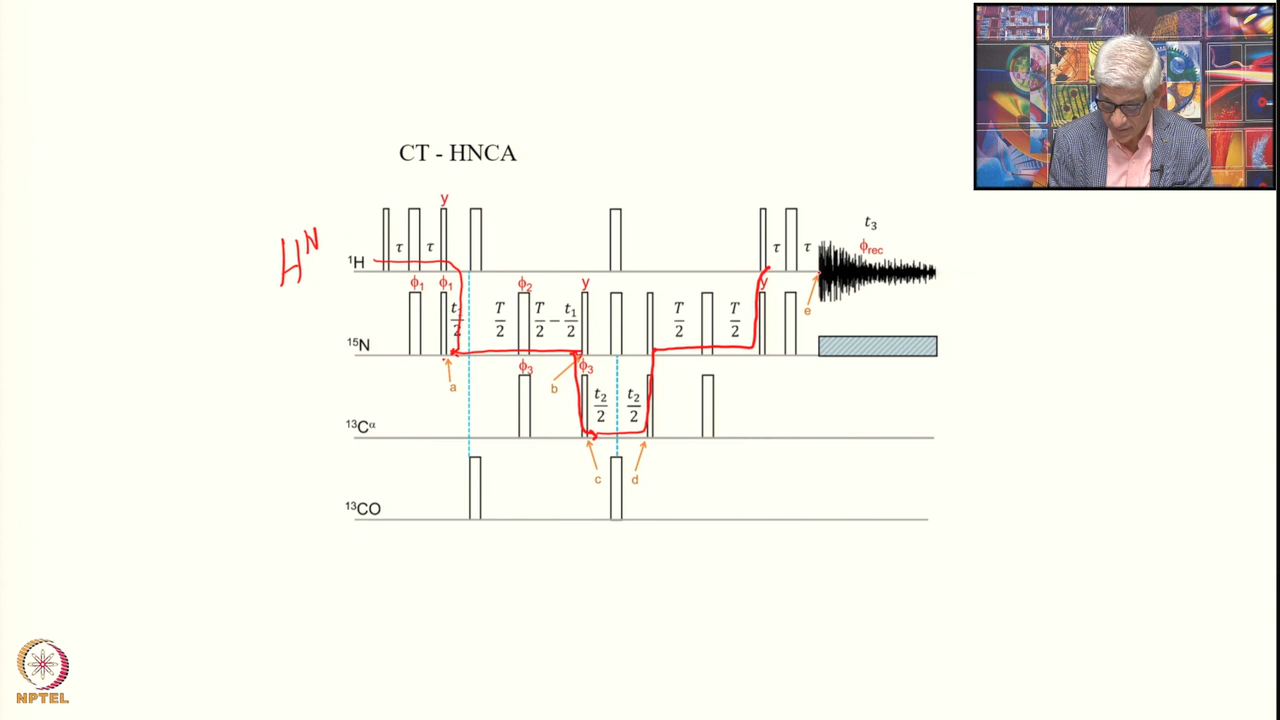 CT - HNCA
y
H^N
τ τ
t₃
ϕrec
¹H
τ τ
ϕ₁ ϕ₁ ϕ₂ y y
t₁/2 T/2 T/2 − t₁/2 T/2 T/2
e
¹⁵N
a b ϕ₃ ϕ₃
t₂/2 t₂/2
¹³Cᵅ
c d
¹³CO
NPTEL